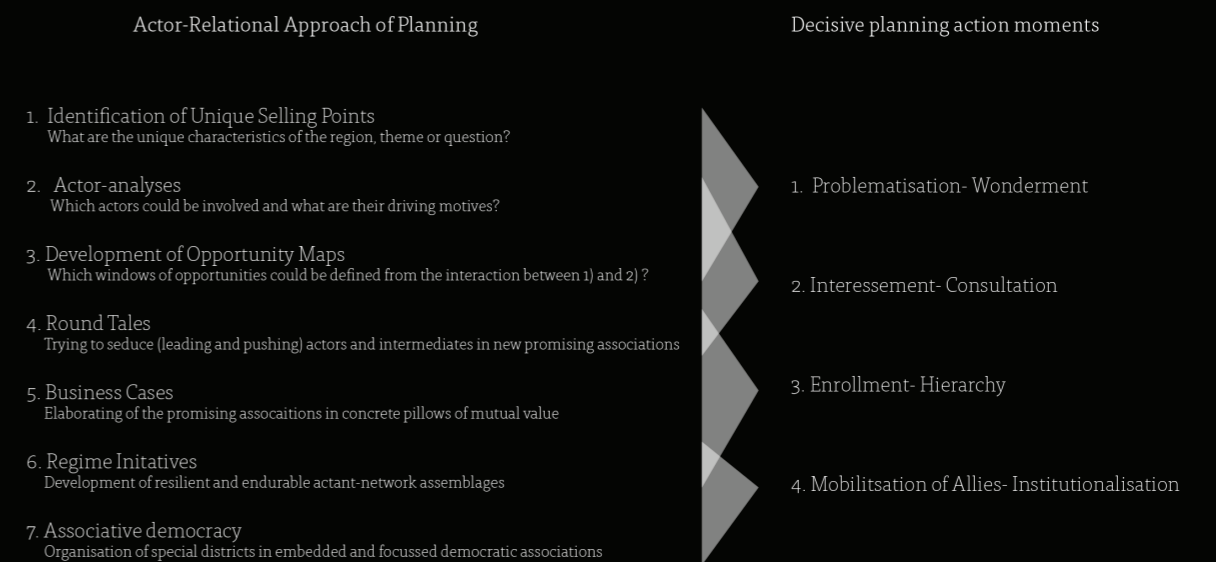 Actor-Relational Approach of Planning
Decisive planning action moments
1. Identification of Unique Selling Points
What are the unique characteristics of the region, theme or question?
2. Actor-analyses
Which actors could be involved and what are their driving motives?
3. Development of Opportunity Maps
Which windows of opportunities could be defined from the interaction between 1) and 2) ?
4. Round Tales
Trying to seduce (leading and pushing) actors and intermediates in new promising associations
5. Business Cases
Elaborating of the promising assocaitions in concrete pillows of mutual value
6. Regime Initatives
Development of resilient and endurable actant-network assemblages
7. Associative democracy
Organisation of special districts in embedded and focussed democratic associations
1. Problematisation- Wonderment
2. Interessement- Consultation
3. Enrollment- Hierarchy
4. Mobilitsation of Allies- Institutionalisation